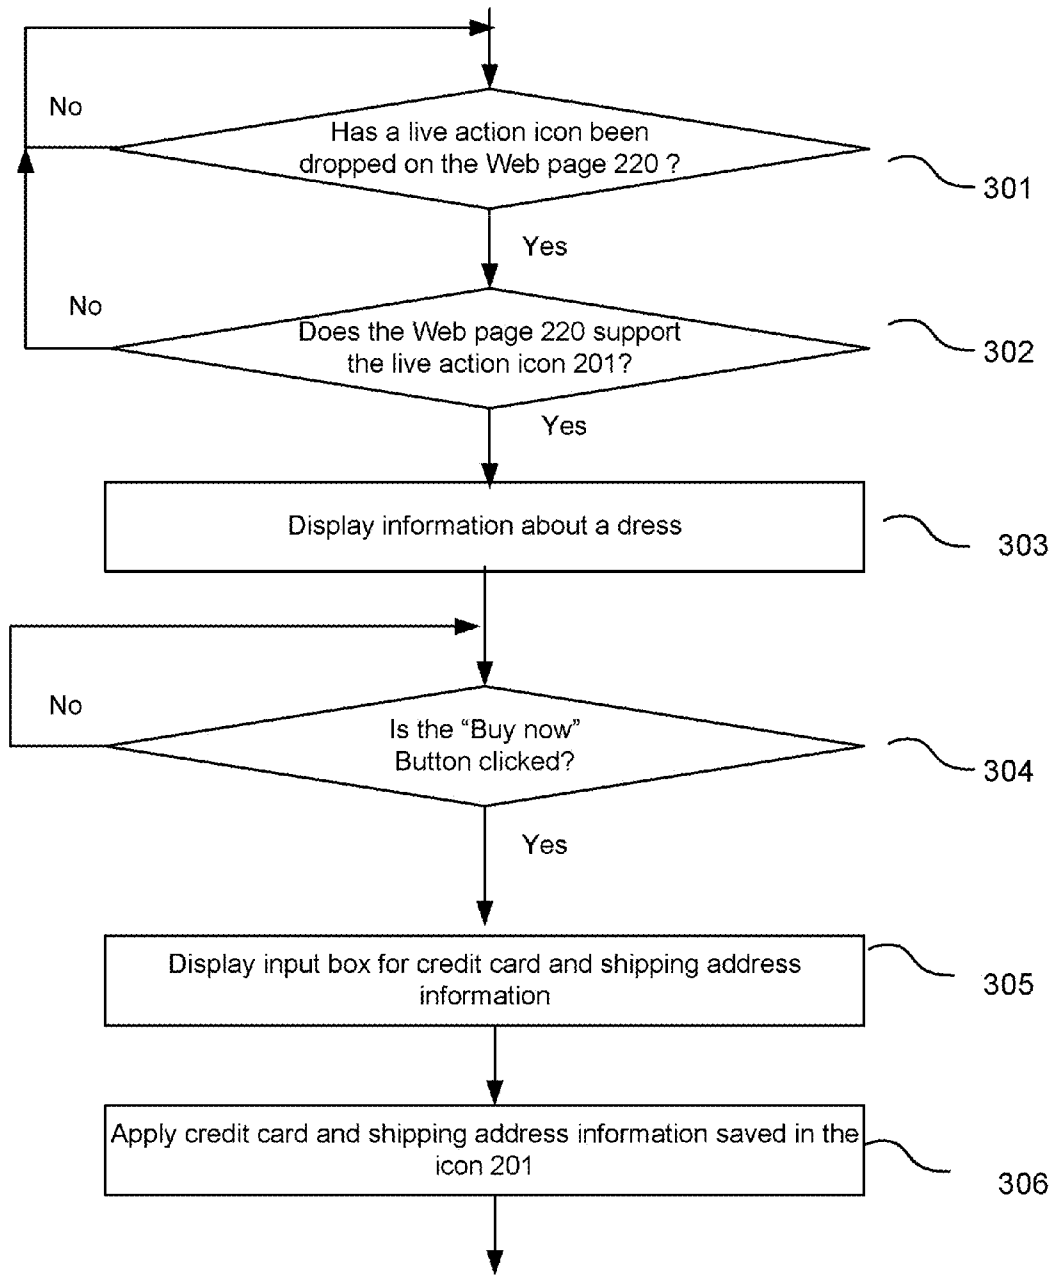 No
Has a live action icon been
dropped on the Web page 220 ?
301
Yes
No
Does the Web page 220 support
the live action icon 201?
302
Yes
Display information about a dress
303
No
Is the “Buy now”
Button clicked?
304
Yes
Display input box for credit card and shipping address
information
305
Apply credit card and shipping address information saved in the
icon 201
306